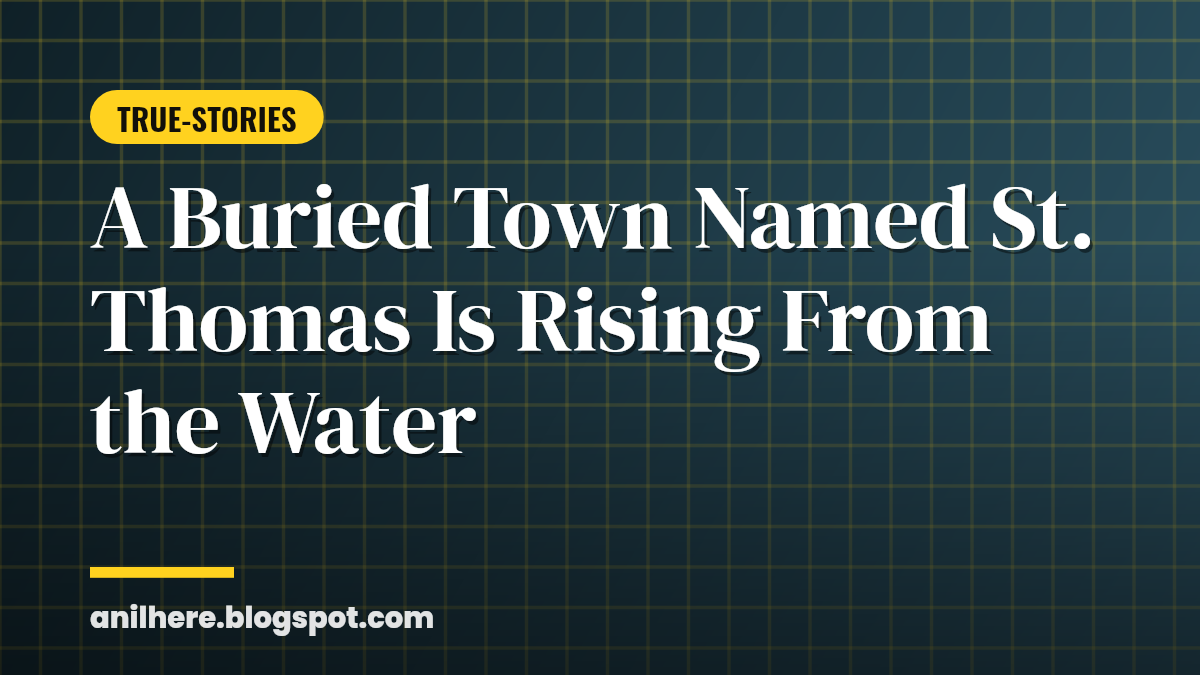 TRUE-STORIES
A Buried Town Named St.
Thomas Is Rising From
the Water
anilhere.blogspot.com